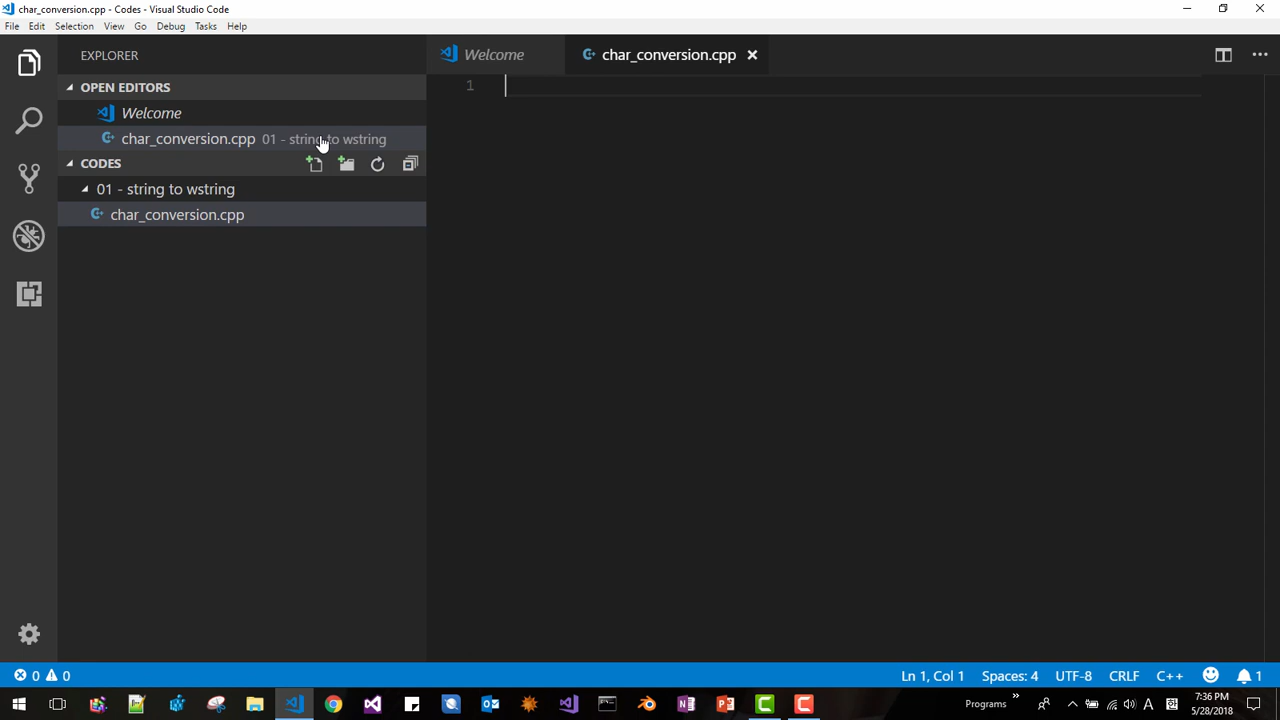 char_conversion.cpp - Codes - Visual Studio Code
File Edit Selection View Go Debug Tasks Help
EXPLORER
OPEN EDITORS
Welcome
char_conversion.cpp 01 - string to wstring
CODES
01 - string to wstring
char_conversion.cpp
Welcome char_conversion.cpp
1
0 0
Ln 1, Col 1 Spaces: 4 UTF-8 CRLF C++ 1
Programs A 7:36 PM
5/28/2018